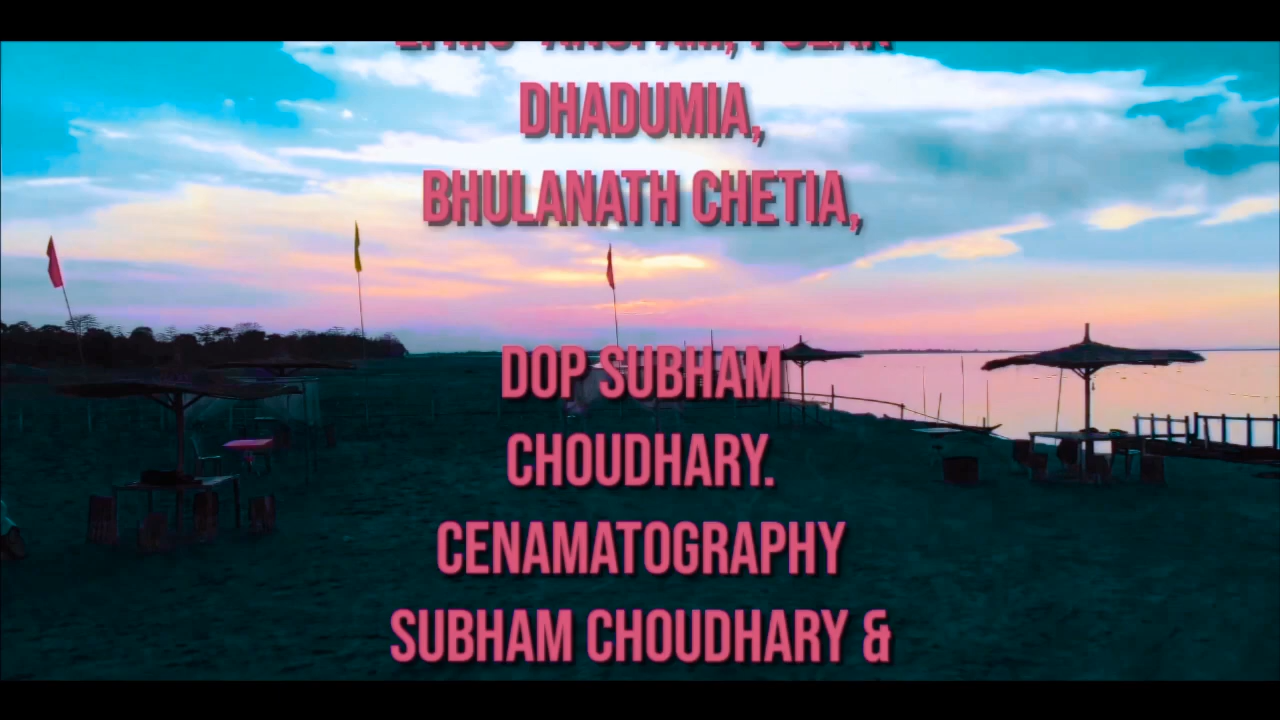 DHADUMIA,
BHULANATH CHETIA,
DOP SUBHAM
CHOUDHARY.
CENAMATOGRAPHY
SUBHAM CHOUDHARY &